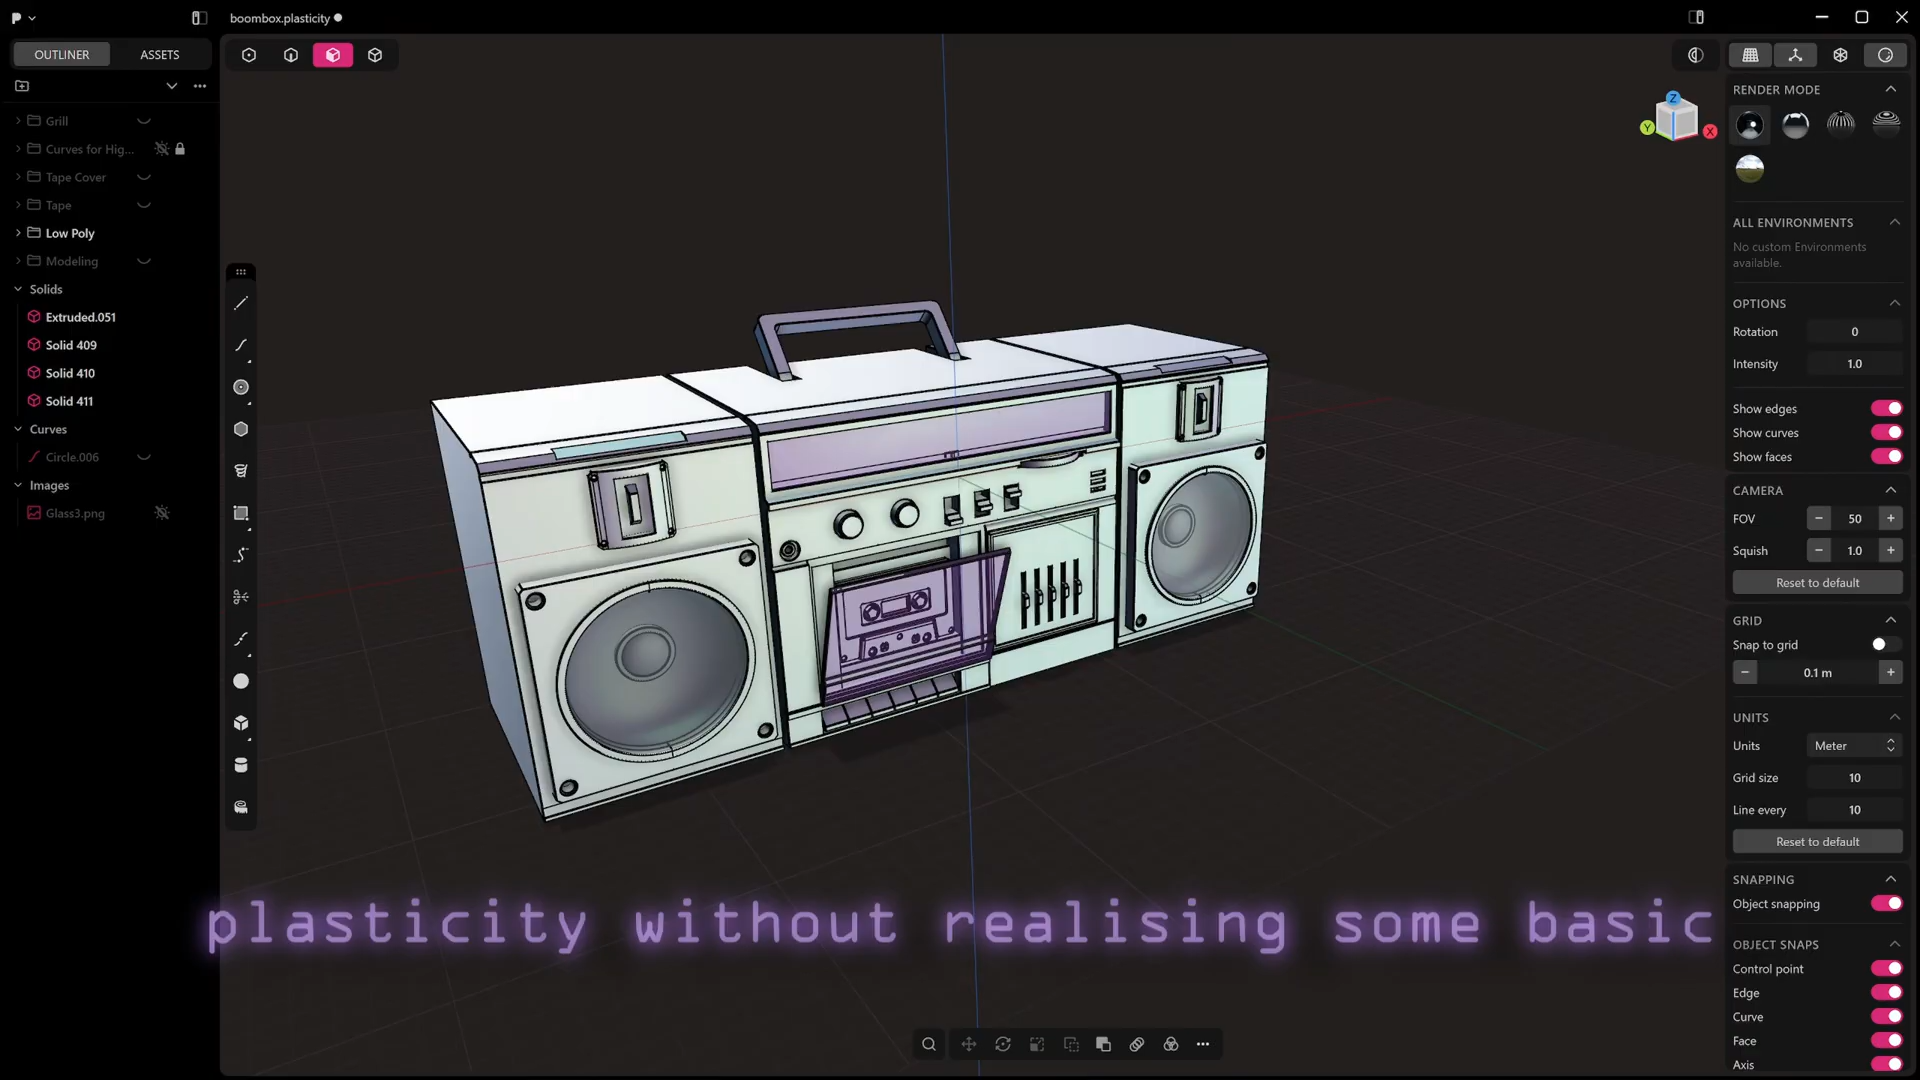 boombox.plasticity
OUTLINER
ASSETS
Grill
Curves for Hig...
Tape Cover
Tape
Low Poly
Modeling
Solids
Extruded.051
Solid 409
Solid 410
Solid 411
Curves
Circle.006
Images
Glass3.png
Z
Y
X
plasticity without realising some basic
RENDER MODE
ALL ENVIRONMENTS
No custom Environments
available.
OPTIONS
Rotation 0
Intensity 1.0
Show edges
Show curves
Show faces
CAMERA
FOV 50
Squish 1.0
Reset to default
GRID
Snap to grid
0.1 m
UNITS
Units Meter
Grid size 10
Line every 10
Reset to default
SNAPPING
Object snapping
OBJECT SNAPS
Control point
Edge
Curve
Face
Axis